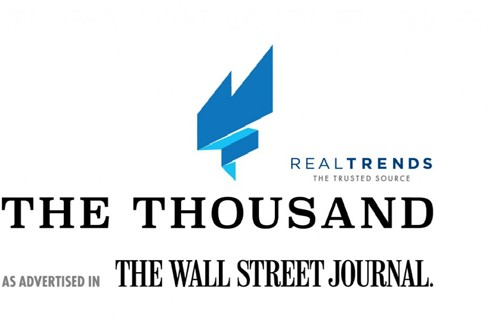 REALTRENDS
THE TRUSTED SOURCE
THE THOUSAND
AS ADVERTISED IN THE WALL STREET JOURNAL.